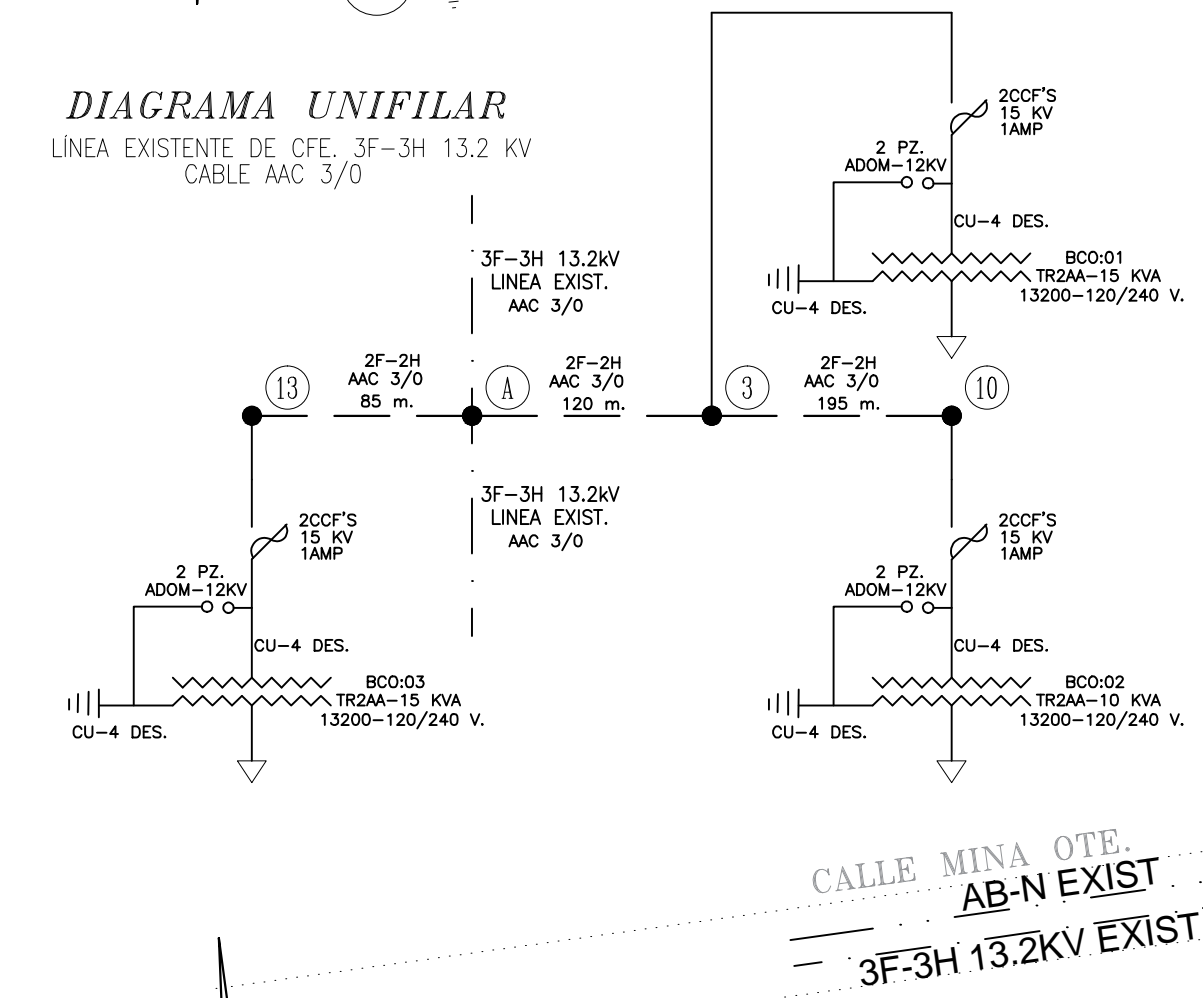 DIAGRAMA UNIFILAR
LÍNEA EXISTENTE DE CFE. 3F-3H 13.2 KV
CABLE AAC 3/0
2CCF'S
15 KV
1AMP
2 PZ.
ADOM-12KV
CU-4 DES.
BCO:01
TR2AA-15 KVA
13200-120/240 V.
CU-4 DES.
3F-3H 13.2kV
LINEA EXIST.
AAC 3/0
13
2F-2H
AAC 3/0
85 m.
A
2F-2H
AAC 3/0
120 m.
3
2F-2H
AAC 3/0
195 m.
10
3F-3H 13.2kV
LINEA EXIST.
AAC 3/0
2CCF'S
15 KV
1AMP
2 PZ.
ADOM-12KV
CU-4 DES.
BCO:03
TR2AA-15 KVA
13200-120/240 V.
CU-4 DES.
2CCF'S
15 KV
1AMP
2 PZ.
ADOM-12KV
CU-4 DES.
BCO:02
TR2AA-10 KVA
13200-120/240 V.
CU-4 DES.
CALLE MINA OTE.
AB-N EXIST
3F-3H 13.2KV EXIST